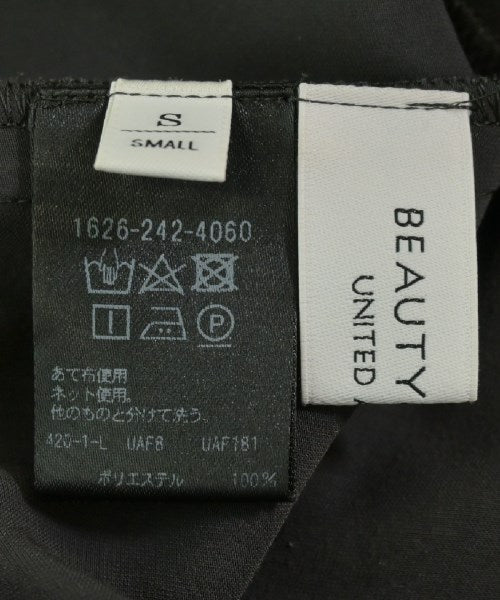 S
SMALL
1626-242-4060
P
あて布使用
ネット使用。
他のものと分けて洗う。
423-1-L UAF8 UAF181
ポリエステル 100%
BEAUTY
UNITED